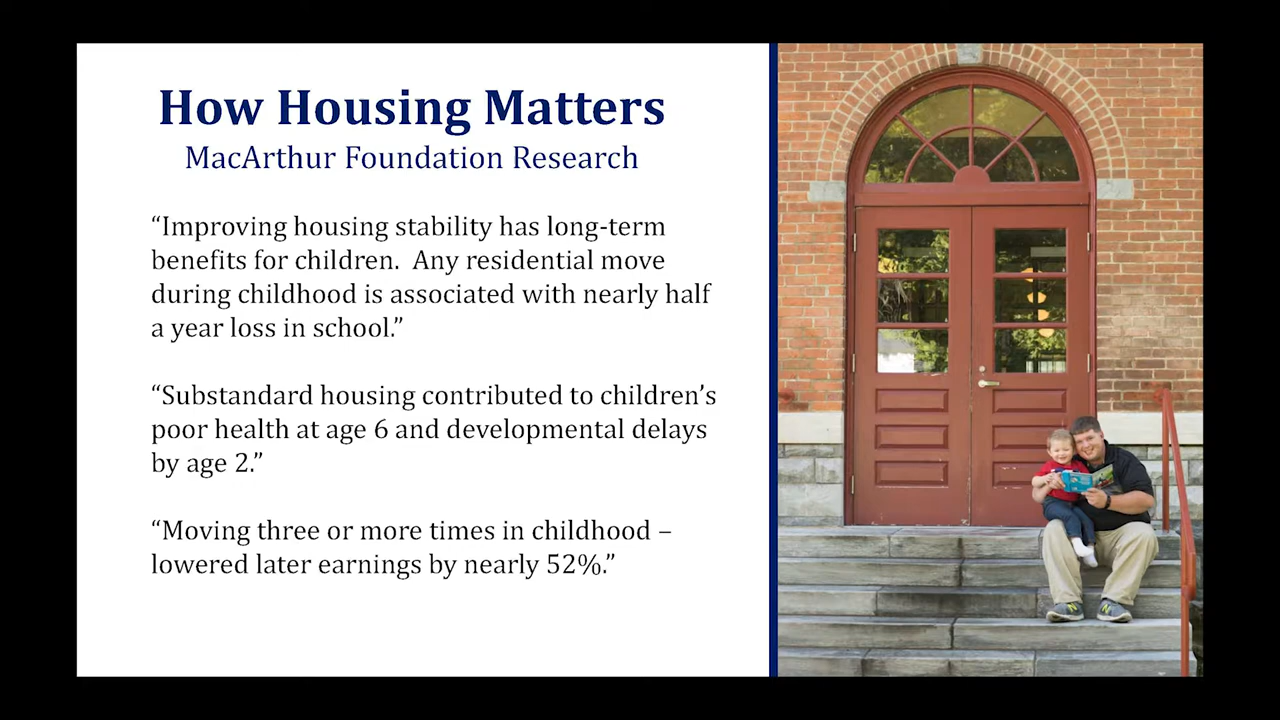 How Housing Matters
MacArthur Foundation Research
“Improving housing stability has long-term
benefits for children.  Any residential move
during childhood is associated with nearly half
a year loss in school.”
“Substandard housing contributed to children’s
poor health at age 6 and developmental delays
by age 2.”
“Moving three or more times in childhood –
lowered later earnings by nearly 52%.”